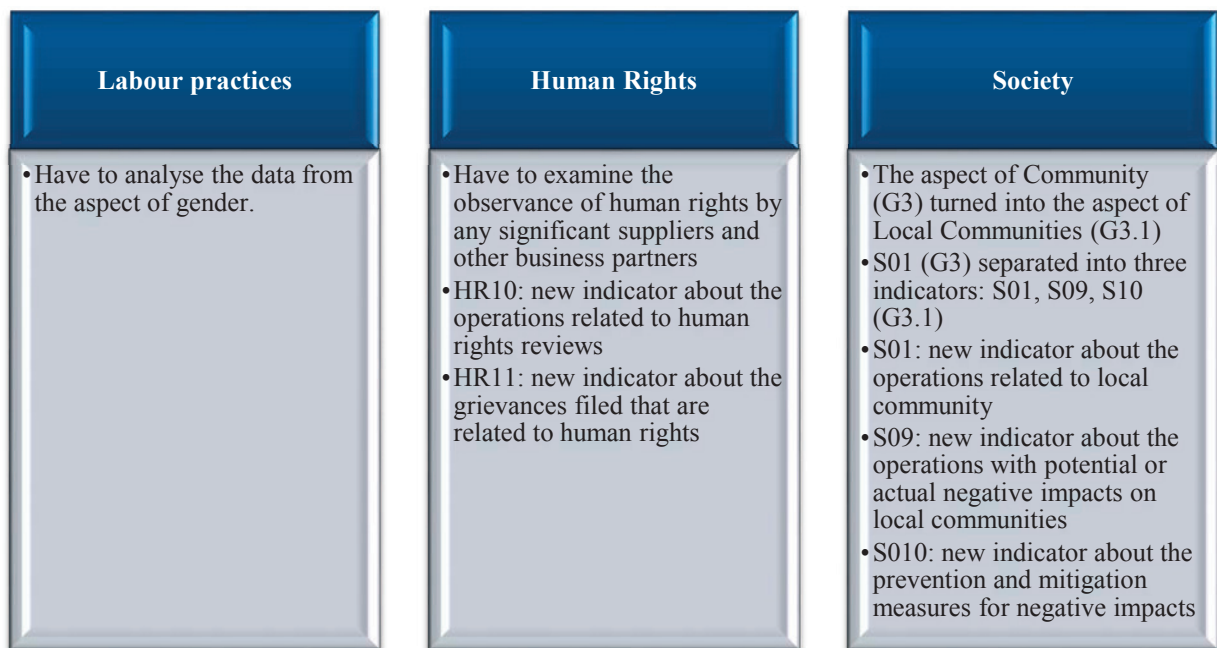 Labour practices
• Have to analyse the data from
the aspect of gender.
Human Rights
• Have to examine the
observance of human rights by
any significant suppliers and
other business partners
• HR10: new indicator about the
operations related to human
rights reviews
• HR11: new indicator about the
grievances filed that are
related to human rights
Society
• The aspect of Community
(G3) turned into the aspect of
Local Communities (G3.1)
• S01 (G3) separated into three
indicators: S01, S09, S10
(G3.1)
• S01: new indicator about the
operations related to local
community
• S09: new indicator about the
operations with potential or
actual negative impacts on
local communities
• S010: new indicator about the
prevention and mitigation
measures for negative impacts